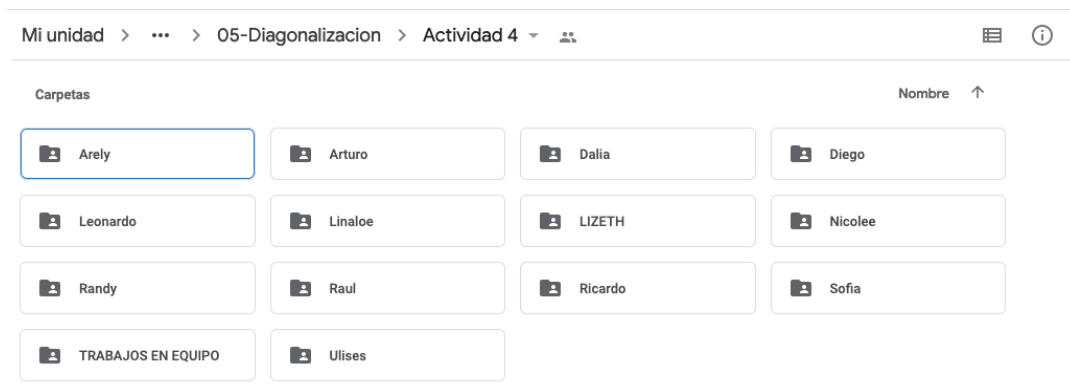 Mi unidad > ••• > 05-Diagonalizacion > Actividad 4
Carpetas Nombre ↑
Arely Arturo Dalia Diego
Leonardo Linaloe LIZETH Nicolee
Randy Raul Ricardo Sofia
TRABAJOS EN EQUIPO Ulises